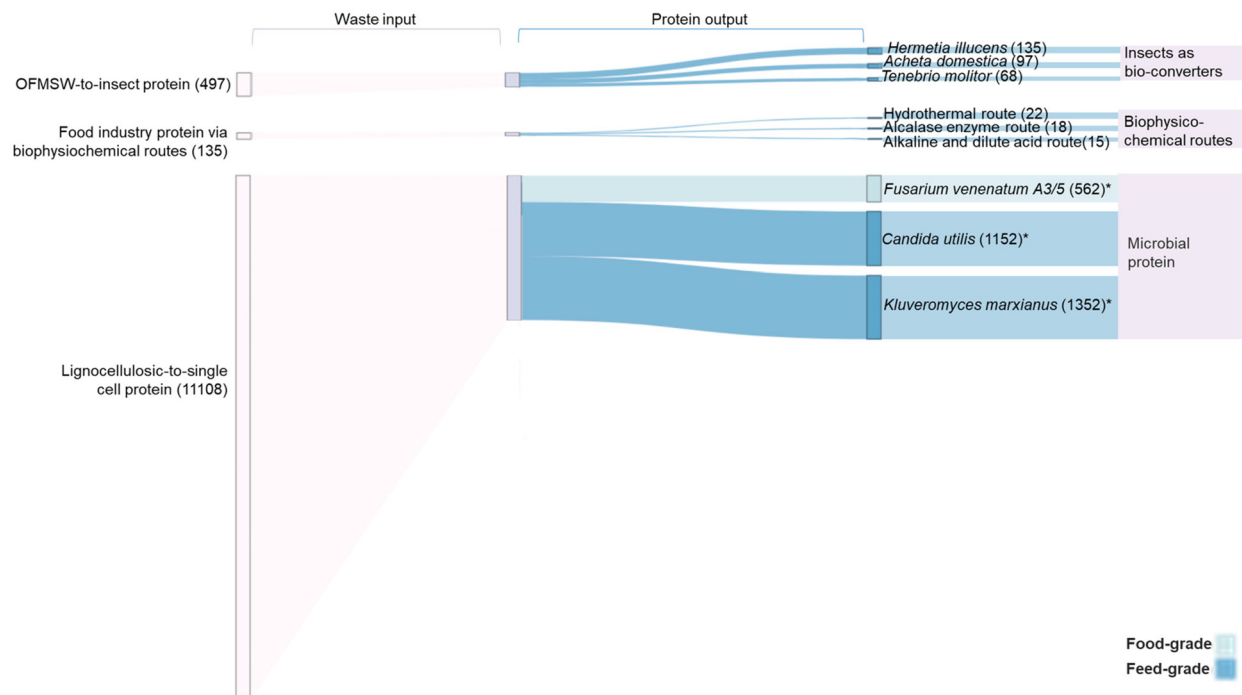 Waste input
Protein output
OFMSW-to-insect protein (497)
Hermetia illucens (135)
Acheta domestica (97)
Tenebrio molitor (68)
Insects as
bio-converters
Food industry protein via
biophysiochemical routes (135)
Hydrothermal route (22)
Alcalase enzyme route (18)
Alkaline and dilute acid route(15)
Biophysico-
chemical routes
Fusarium venenatum A3/5 (562)*
Candida utilis (1152)*
Kluveromyces marxianus (1352)*
Microbial
protein
Lignocellulosic-to-single
cell protein (11108)
Food-grade
Feed-grade